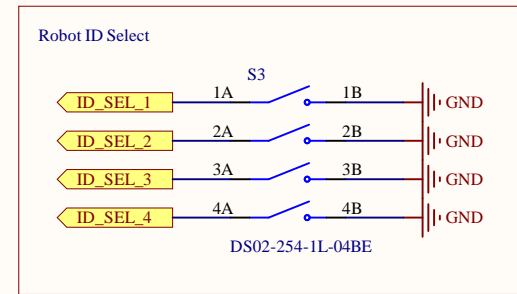 Robot ID Select
S3
ID_SEL_1 1A 1B GND
ID_SEL_2 2A 2B GND
ID_SEL_3 3A 3B GND
ID_SEL_4 4A 4B GND
DS02-254-1L-04BE